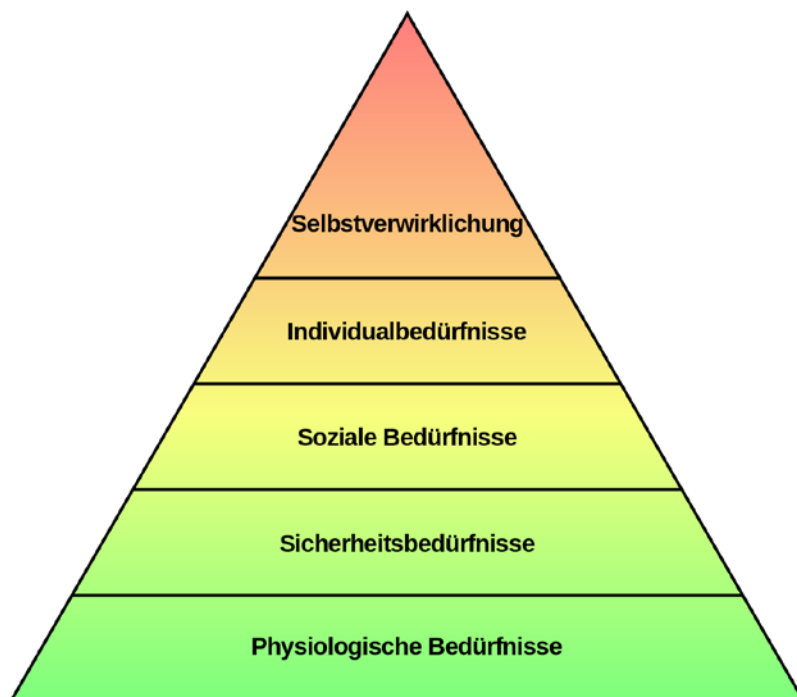 Selbstverwirklichung
Individualbedürfnisse
Soziale Bedürfnisse
Sicherheitsbedürfnisse
Physiologische Bedürfnisse